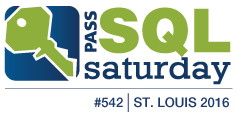 PASS
SQL
saturday
#542 | ST. LOUIS 2016